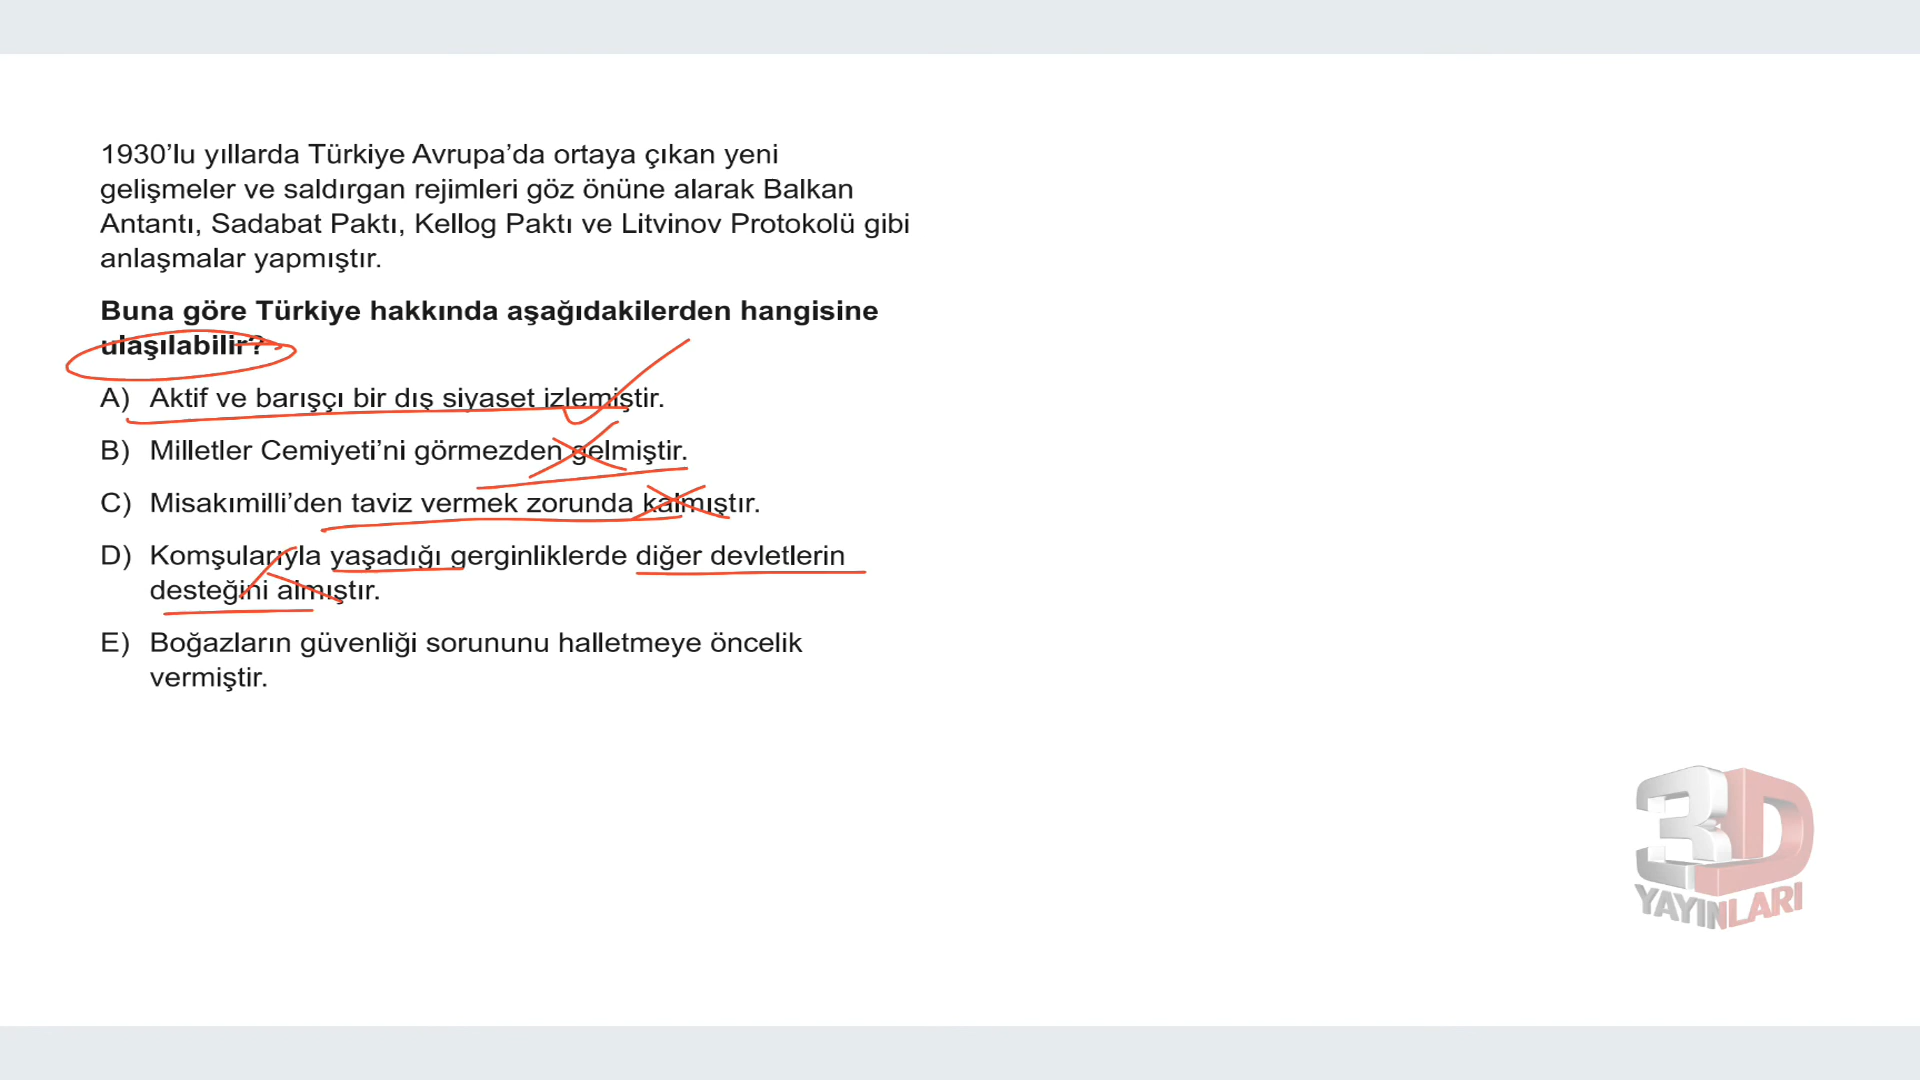 1930’lu yıllarda Türkiye Avrupa’da ortaya çıkan yeni
gelişmeler ve saldırgan rejimleri göz önüne alarak Balkan
Antantı, Sadabat Paktı, Kellog Paktı ve Litvinov Protokolü gibi
anlaşmalar yapmıştır.
Buna göre Türkiye hakkında aşağıdakilerden hangisine
ulaşılabilir?
A) Aktif ve barışçı bir dış siyaset izlemiştir.
B) Milletler Cemiyeti’ni görmezden gelmiştir.
C) Misakımilli’den taviz vermek zorunda kalmıştır.
D) Komşularıyla yaşadığı gerginliklerde diğer devletlerin
desteğini almıştır.
E) Boğazların güvenliği sorununu halletmeye öncelik
vermiştir.
3D
YAYINLARI